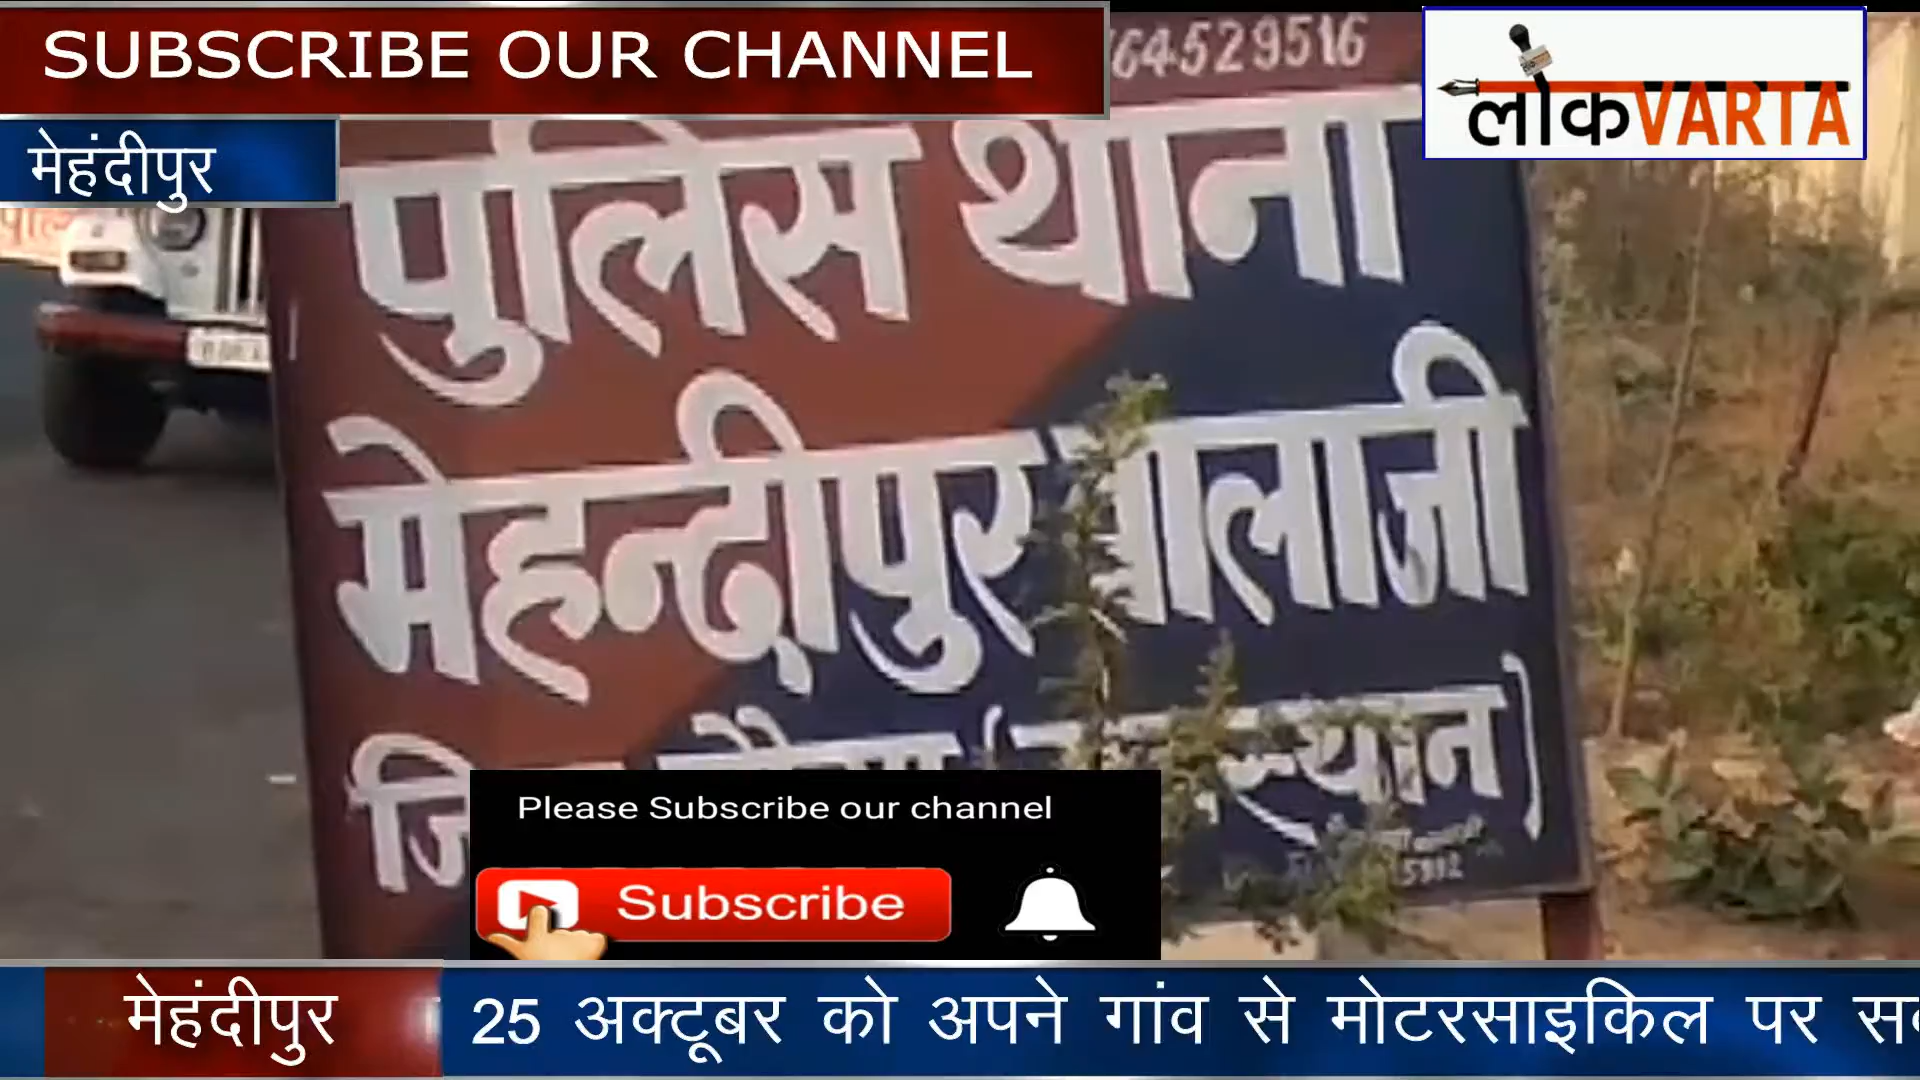 SUBSCRIBE OUR CHANNEL
64529516
लोकVARTA
मेहंदीपुर
पुलिस थाना
मेहन्दीपुर बालाजी
Please Subscribe our channel
Subscribe
मेहंदीपुर
25 अक्टूबर को अपने गांव से मोटरसाइकिल पर